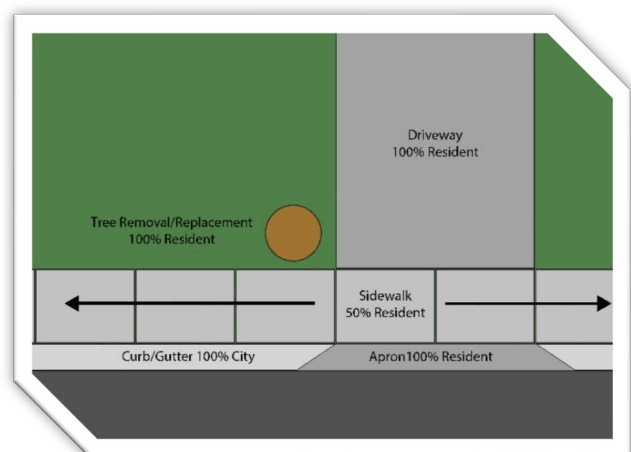 Driveway
100% Resident
Tree Removal/Replacement
100% Resident
Sidewalk
50% Resident
Curb/Gutter 100% City
Apron100% Resident